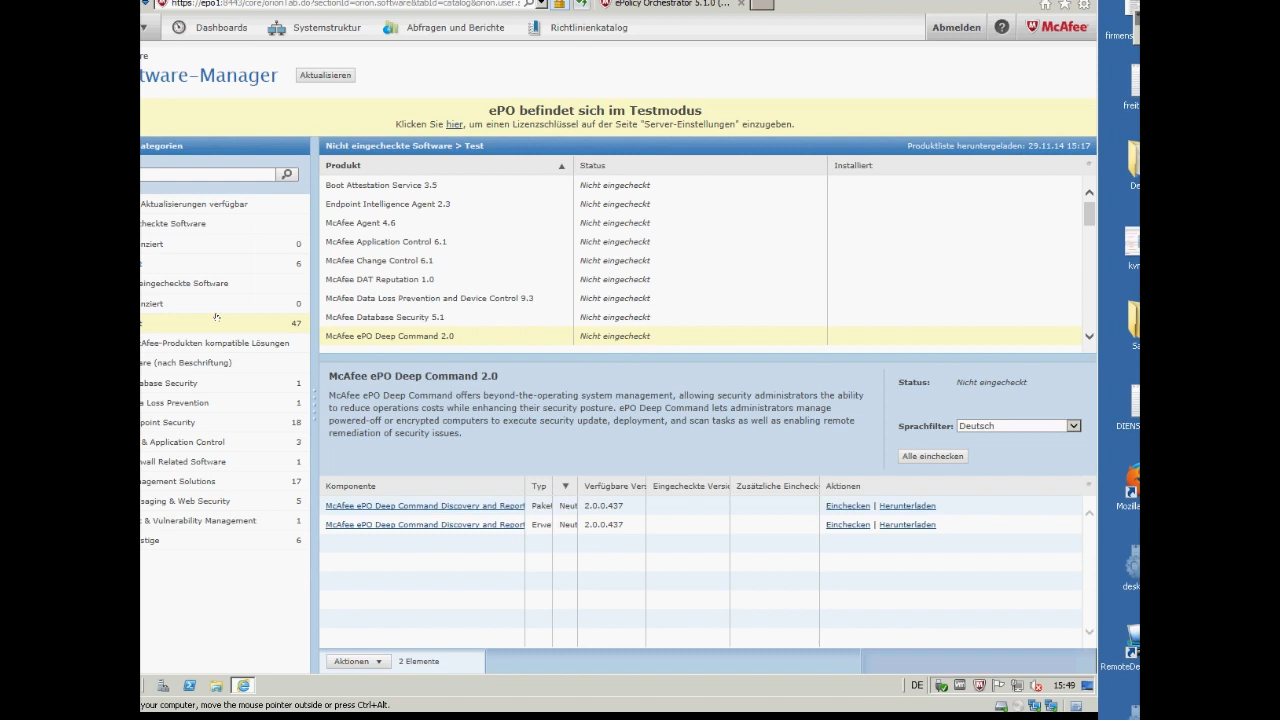 https://epo1:8443/core/orionTab.do?sectionId=orion.software&tabId=catalog&orion.user.s
ePolicy Orchestrator 5.1.0 (...
Dashboards
Systemstruktur
Abfragen und Berichte
Richtlinienkatalog
Abmelden
McAfee
firmens
re
tware-Manager
Aktualisieren
ePO befindet sich im Testmodus
Klicken Sie hier, um einen Lizenzschlüssel auf der Seite "Server-Einstellungen" einzugeben.
ategorien
Nicht eingecheckte Software > Test
Produktliste heruntergeladen: 29.11.14 15:17
Produkt
Status
Installiert
Boot Attestation Service 3.5
Nicht eingecheckt
Endpoint Intelligence Agent 2.3
Nicht eingecheckt
McAfee Agent 4.6
Nicht eingecheckt
McAfee Application Control 6.1
Nicht eingecheckt
McAfee Change Control 6.1
Nicht eingecheckt
McAfee DAT Reputation 1.0
Nicht eingecheckt
McAfee Data Loss Prevention and Device Control 9.3
Nicht eingecheckt
McAfee Database Security 5.1
Nicht eingecheckt
McAfee ePO Deep Command 2.0
Nicht eingecheckt
Aktualisierungen verfügbar
checkte Software
nziert 0
t 6
eingecheckte Software
nziert 0
t 47
cAfee-Produkten kompatible Lösungen
re (nach Beschriftung)
abase Security 1
a Loss Prevention 1
point Security 18
& Application Control 3
wall Related Software 1
agement Solutions 17
saging & Web Security 5
k & Vulnerability Management 1
stige 6
McAfee ePO Deep Command 2.0
McAfee ePO Deep Command offers beyond-the-operating system management, allowing security administrators the ability
to reduce operations costs while enhancing their security posture. ePO Deep Command lets administrators manage
powered-off or encrypted computers to execute security update, deployment, and scan tasks as well as enabling remote
remediation of security issues.
Status: Nicht eingecheckt
Sprachfilter: Deutsch
Alle einchecken
Komponente
Typ
Verfügbare Vers
Eingecheckte Versio
Zusätzliche Eincheck
Aktionen
McAfee ePO Deep Command Discovery and Report
Pake
Neut
2.0.0.437
Einchecken | Herunterladen
McAfee ePO Deep Command Discovery and Report
Erwe
Neut
2.0.0.437
Einchecken | Herunterladen
Aktionen
2 Elemente
freit
De
kvr
Sa
DIENS
Mozilla
desk
RemoteDe
DE
15:49
your computer, move the mouse pointer outside or press Ctrl+Alt.